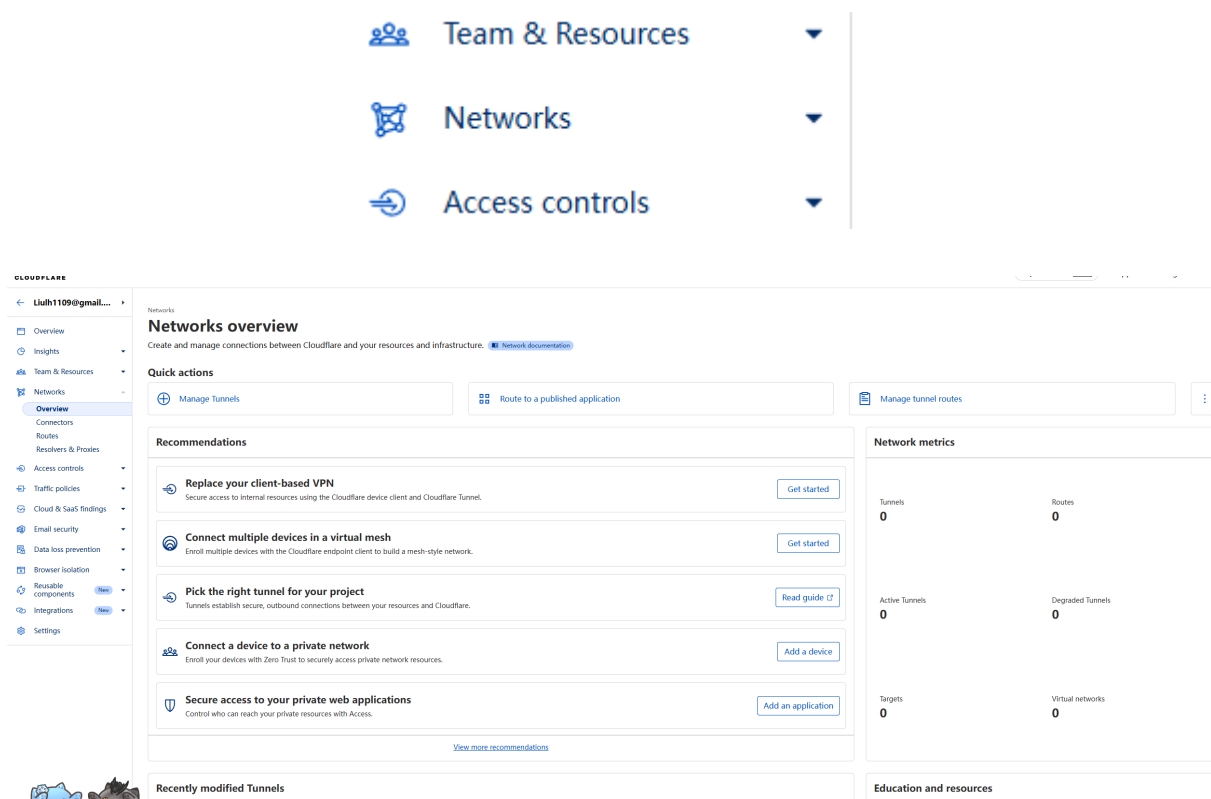 Team & Resources
Networks
Access controls
CLOUDFLARE
Liulh1109@gmail....
Overview
Insights
Team & Resources
Networks
Overview
Connectors
Routes
Resolvers & Proxies
Access controls
Traffic policies
Cloud & SaaS findings
Email security
Data loss prevention
Browser isolation
Reusable
components New
Integrations New
Settings
Networks
Networks overview
Create and manage connections between Cloudflare and your resources and infrastructure. Network documentation
Quick actions
Manage Tunnels
Route to a published application
Manage tunnel routes
Recommendations
Replace your client-based VPN
Secure access to internal resources using the Cloudflare device client and Cloudflare Tunnel.
Get started
Connect multiple devices in a virtual mesh
Enroll multiple devices with the Cloudflare endpoint client to build a mesh-style network.
Get started
Pick the right tunnel for your project
Tunnels establish secure, outbound connections between your resources and Cloudflare.
Read guide
Connect a device to a private network
Enroll your devices with Zero Trust to securely access private network resources.
Add a device
Secure access to your private web applications
Control who can reach your private resources with Access.
Add an application
View more recommendations
Network metrics
Tunnels
0
Routes
0
Active Tunnels
0
Degraded Tunnels
0
Targets
0
Virtual networks
0
Recently modified Tunnels
Education and resources